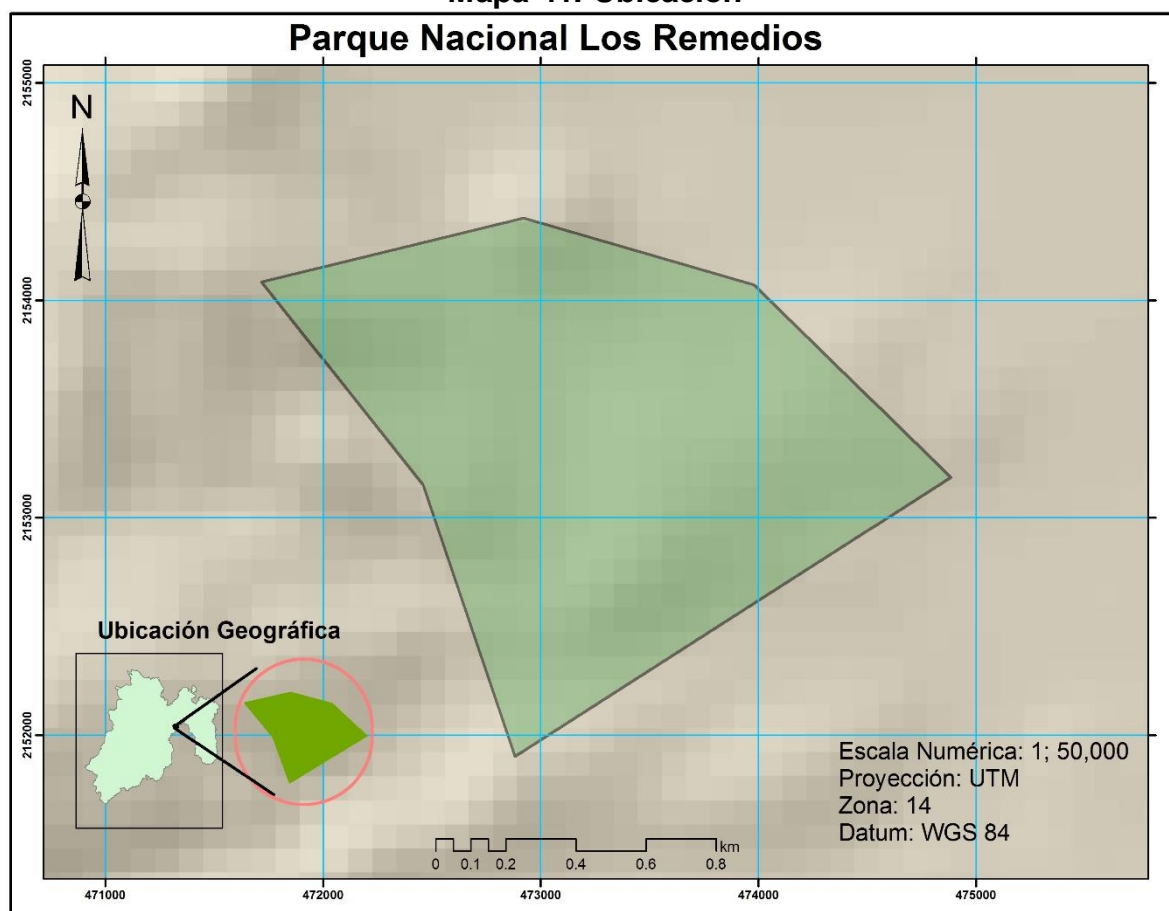 Parque Nacional Los Remedios
2155000
N
2154000
2153000
Ubicación Geográfica
2152000
Escala Numérica: 1; 50,000
Proyección: UTM
Zona: 14
Datum: WGS 84
km
0 0.1 0.2 0.4 0.6 0.8
471000 472000 473000 474000 475000